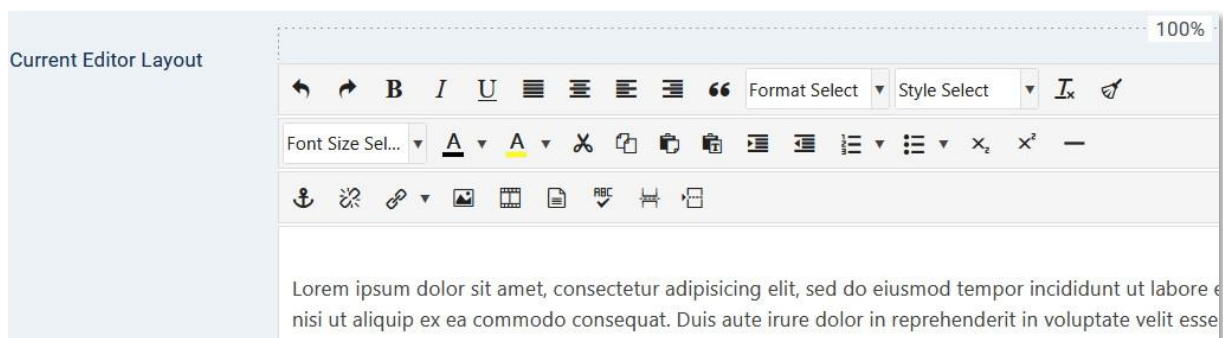 100%
Current Editor Layout
B I U Format Select Style Select
Font Size Sel... A A
ABC
Lorem ipsum dolor sit amet, consectetur adipisicing elit, sed do eiusmod tempor incididunt ut labore e
nisi ut aliquip ex ea commodo consequat. Duis aute irure dolor in reprehenderit in voluptate velit esse